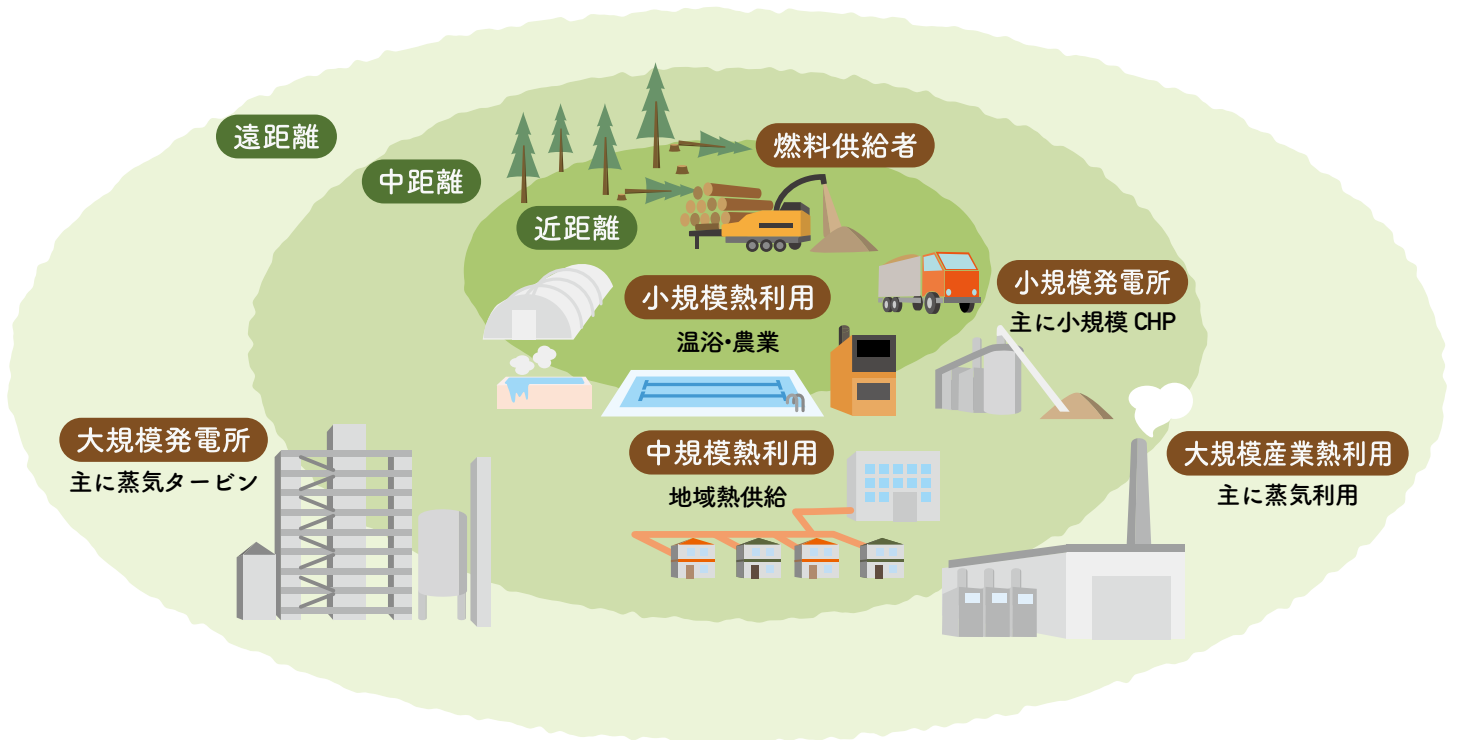 遠距離
中距離
近距離
燃料供給者
小規模熱利用
温浴・農業
小規模発電所
主に小規模 CHP
大規模発電所
主に蒸気タービン
中規模熱利用
地域熱供給
大規模産業熱利用
主に蒸気利用